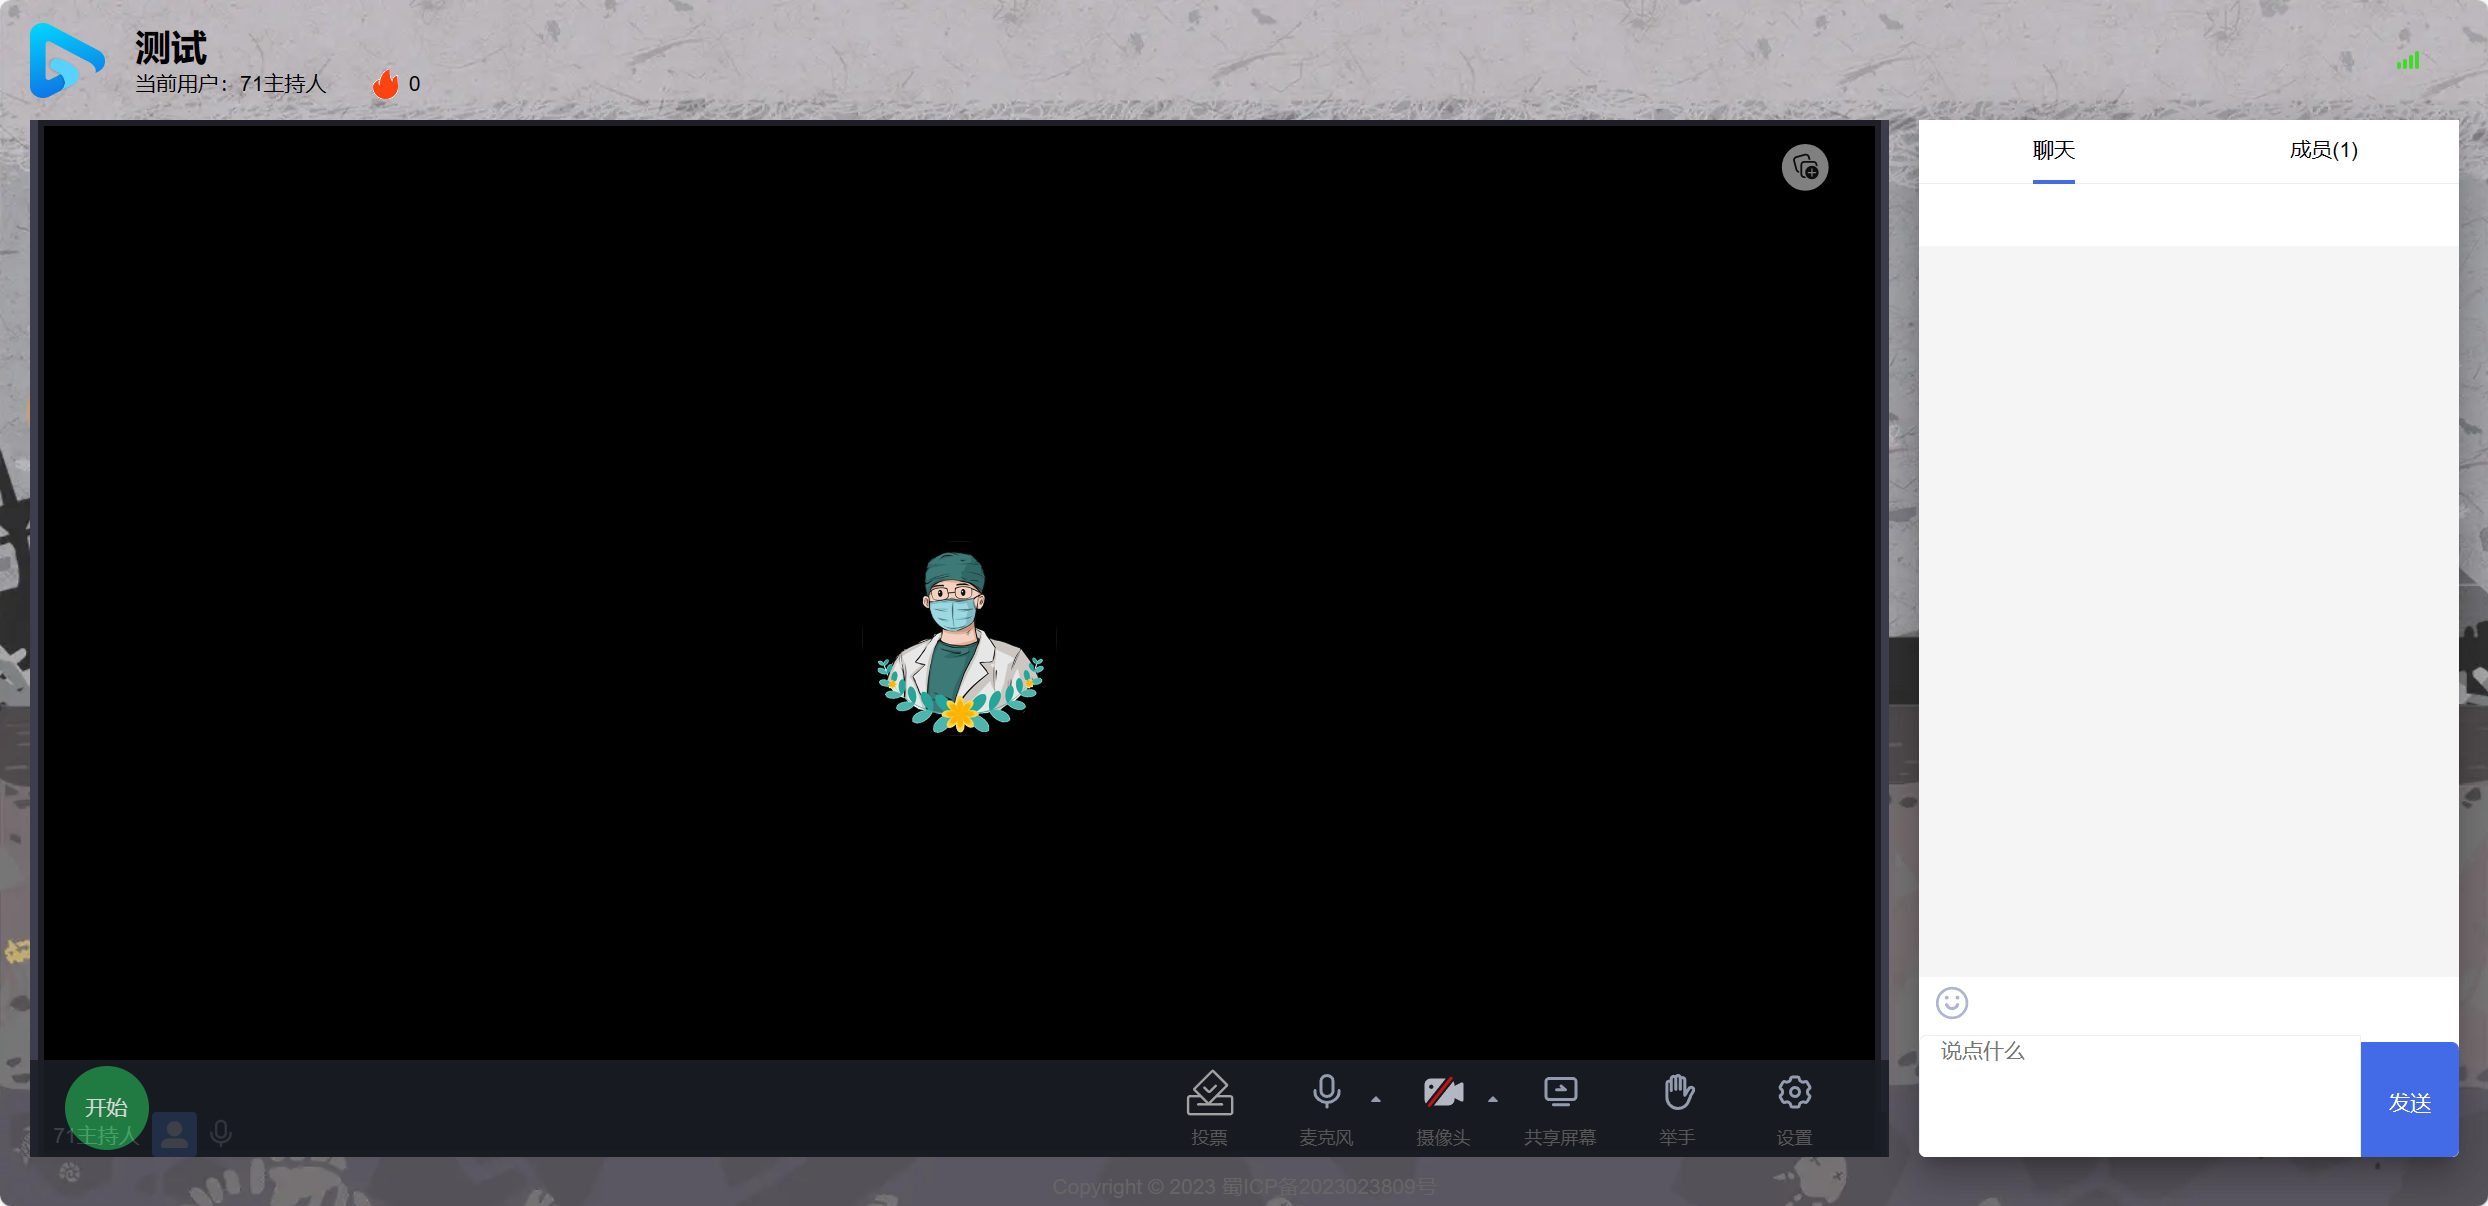 测试
当前用户：71主持人
0
聊天
成员(1)
说点什么
发送
开始
71主持人
投票
麦克风
摄像头
共享屏幕
举手
设置
Copyright © 2023 蜀ICP备2023023809号